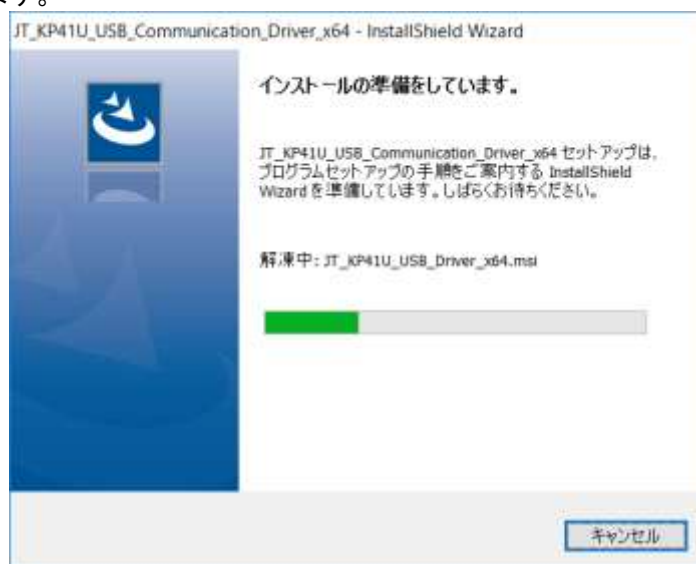 す。
JT_KP41U_USB_Communication_Driver_x64 - InstallShield Wizard
インストールの準備をしています。
JT_KP41U_USB_Communication_Driver_x64 セットアップは、
プログラムセットアップの手順をご案内する InstallShield
Wizard を準備しています。しばらくお待ちください。
解凍中: JT_KP41U_USB_Driver_x64.msi
キャンセル